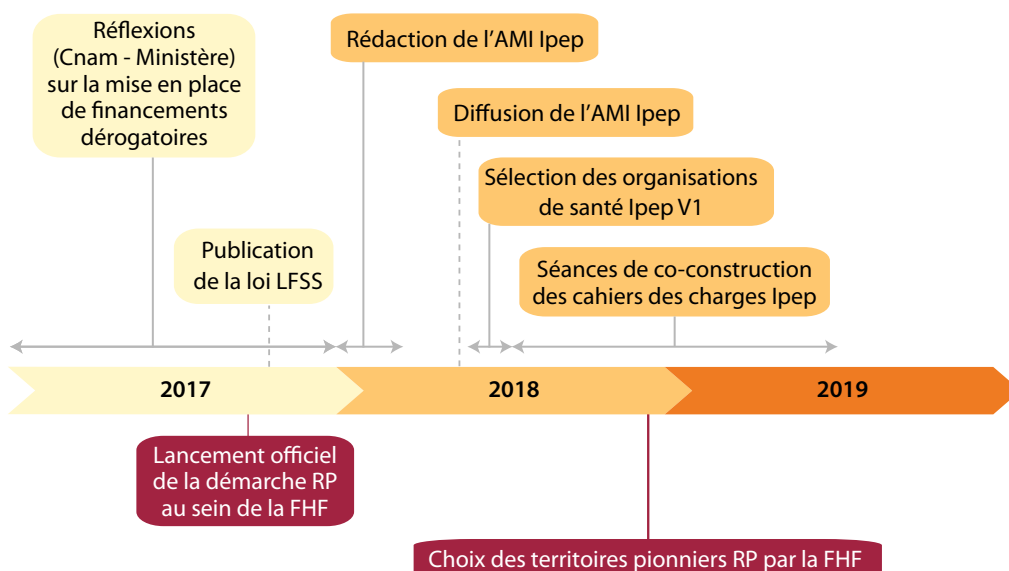 Réflexions
(Cnam - Ministère)
sur la mise en place
de financements
dérogatoires
Rédaction de l’AMI Ipep
Diffusion de l’AMI Ipep
Sélection des organisations
de santé Ipep V1
Publication
de la loi LFSS
Séances de co-construction
des cahiers des charges Ipep
2017
2018
2019
Lancement officiel
de la démarche RP
au sein de la FHF
Choix des territoires pionniers RP par la FHF